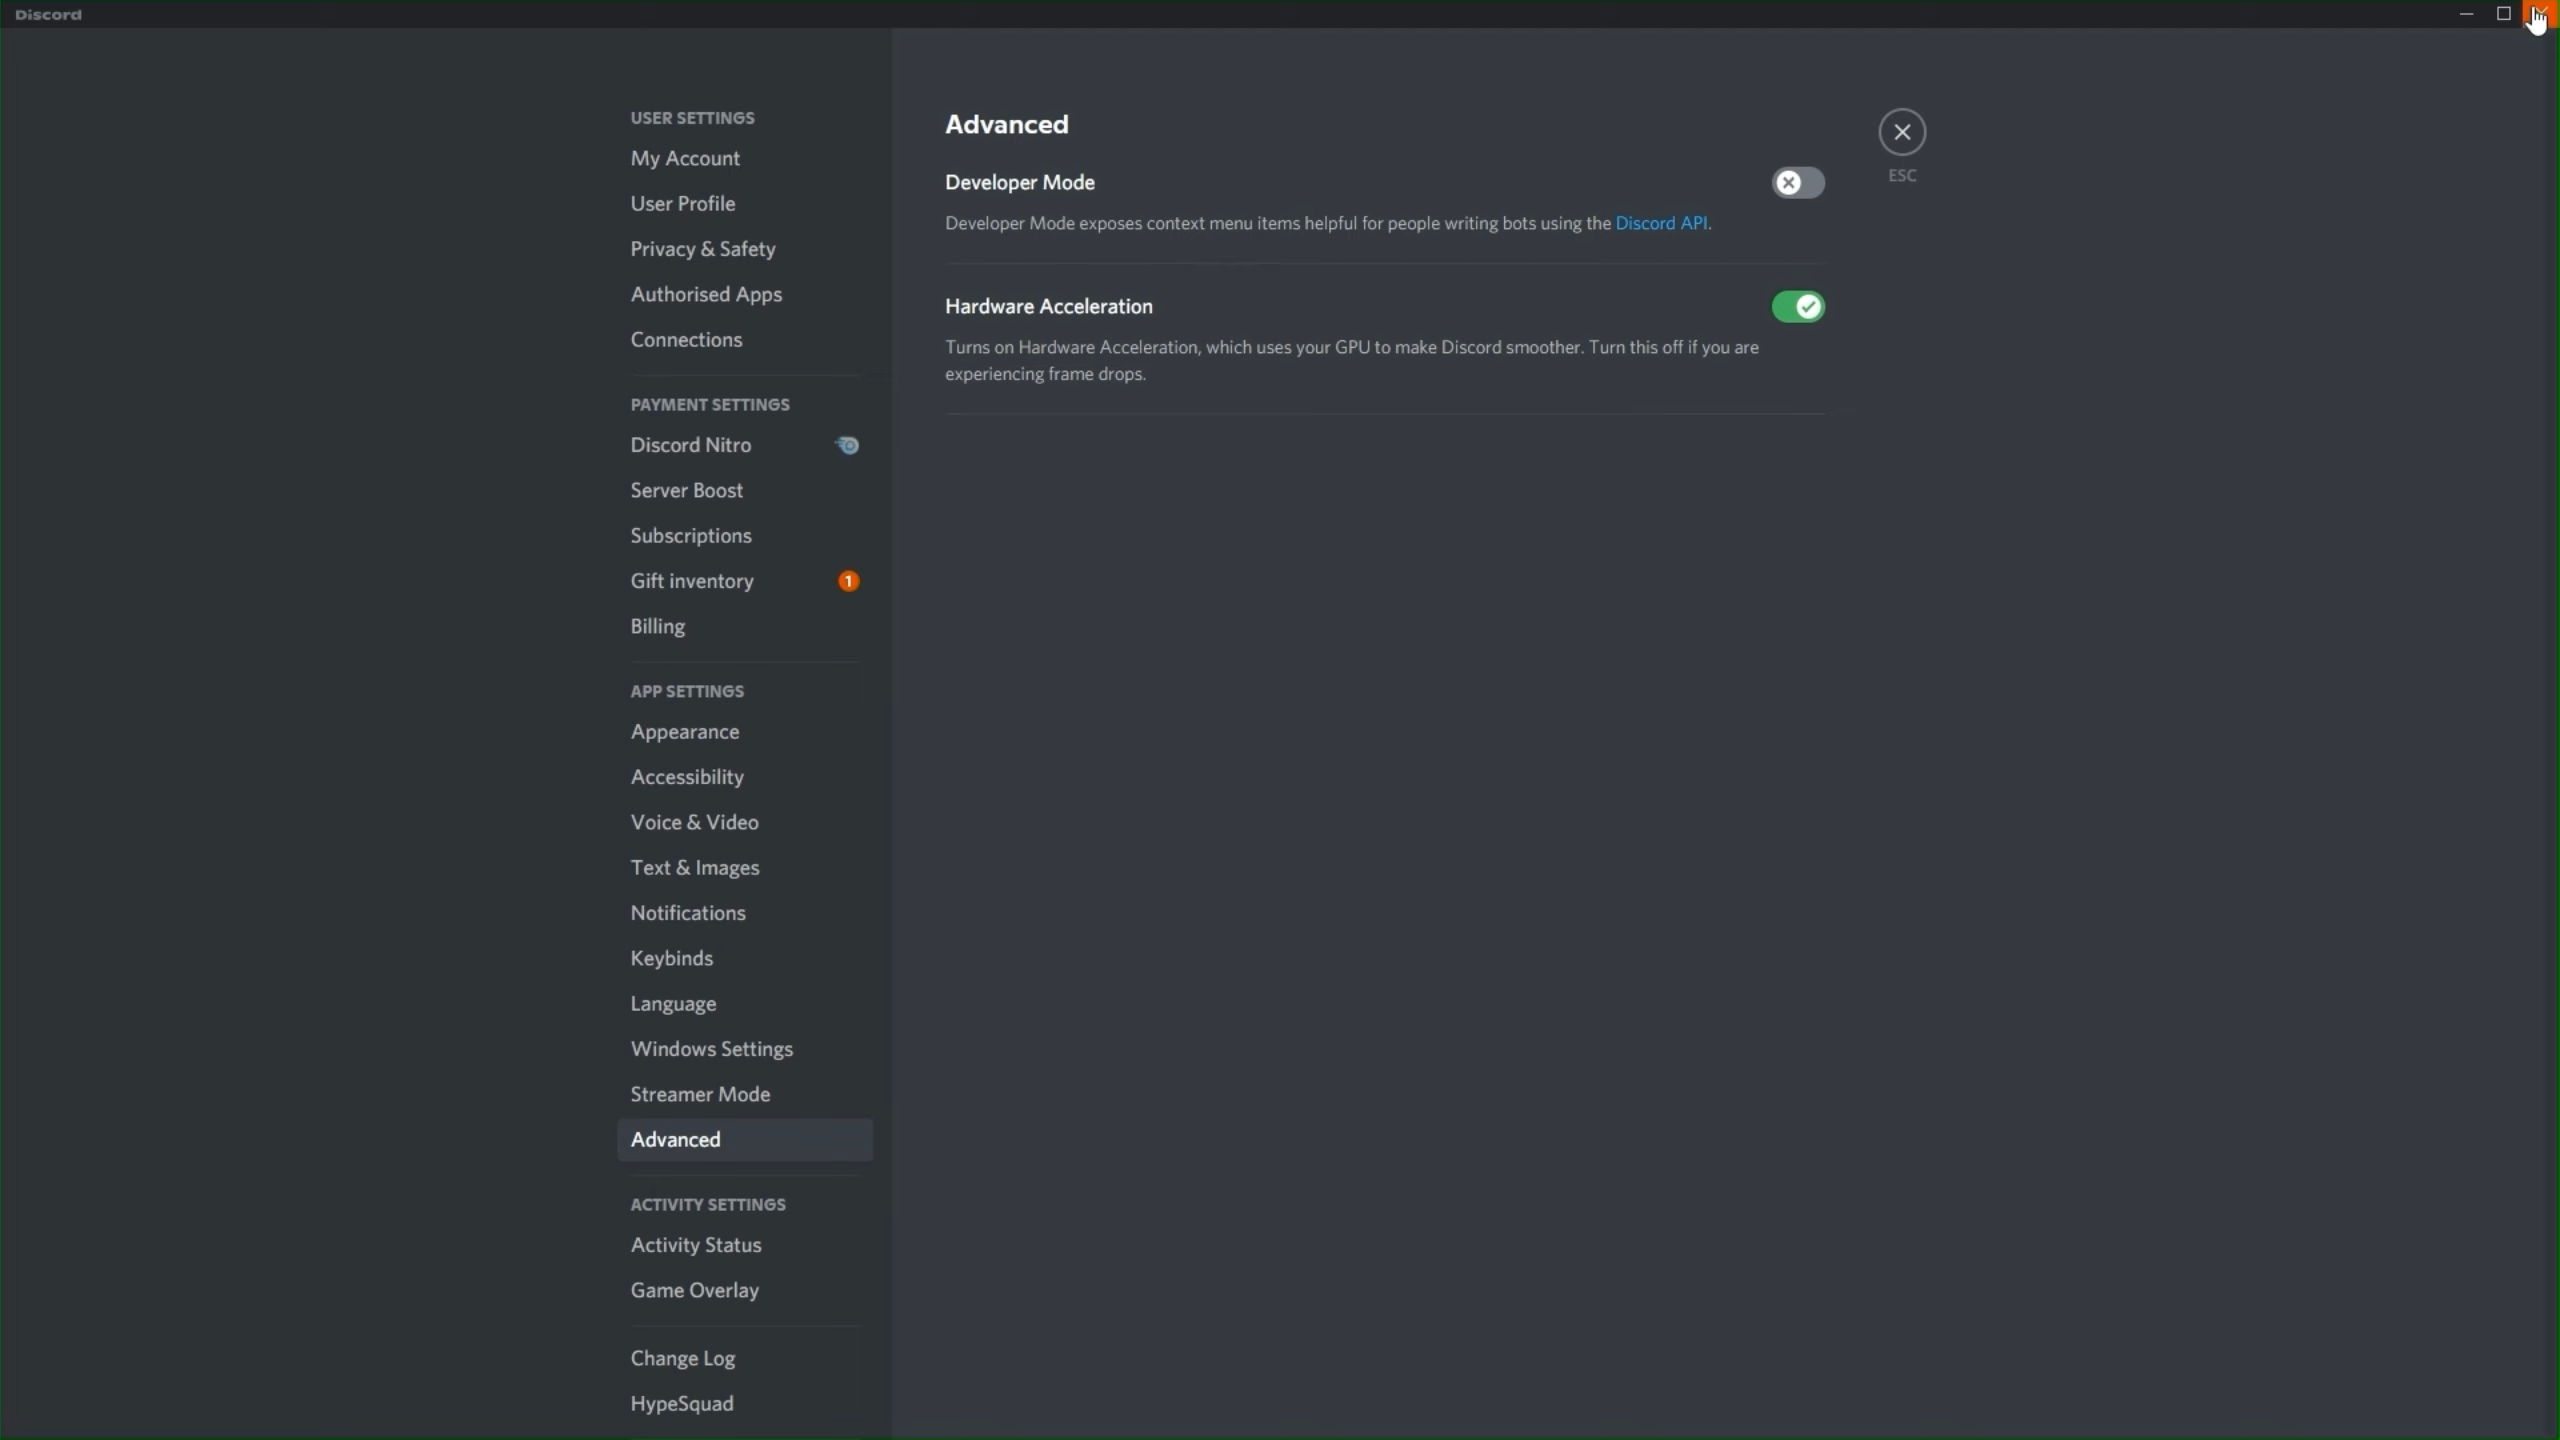 Discord
USER SETTINGS
My Account
User Profile
Privacy & Safety
Authorised Apps
Connections
PAYMENT SETTINGS
Discord Nitro
Server Boost
Subscriptions
Gift inventory 1
Billing
APP SETTINGS
Appearance
Accessibility
Voice & Video
Text & Images
Notifications
Keybinds
Language
Windows Settings
Streamer Mode
Advanced
ACTIVITY SETTINGS
Activity Status
Game Overlay
Change Log
HypeSquad
Advanced
Developer Mode
Developer Mode exposes context menu items helpful for people writing bots using the Discord API.
Hardware Acceleration
Turns on Hardware Acceleration, which uses your GPU to make Discord smoother. Turn this off if you are
experiencing frame drops.
ESC